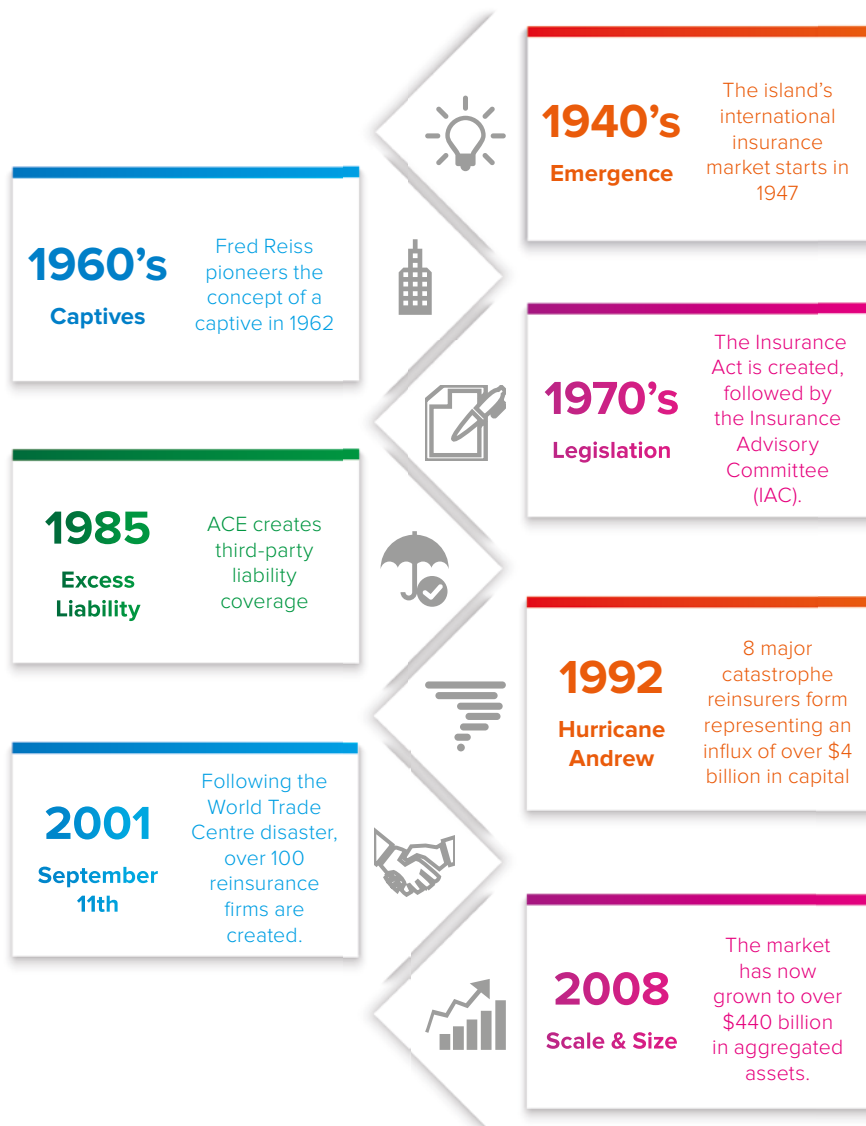 1940’s
Emergence
The island’s
international
insurance
market starts in
1947
1960’s
Captives
Fred Reiss
pioneers the
concept of a
captive in 1962
1970’s
Legislation
The Insurance
Act is created,
followed by
the Insurance
Advisory
Committee
(IAC).
1985
Excess
Liability
ACE creates
third-party
liability
coverage
1992
Hurricane
Andrew
8 major
catastrophe
reinsurers form
representing an
influx of over $4
billion in capital
2001
September
11th
Following the
World Trade
Centre disaster,
over 100
reinsurance
firms are
created.
2008
Scale & Size
The market
has now
grown to over
$440 billion
in aggregated
assets.